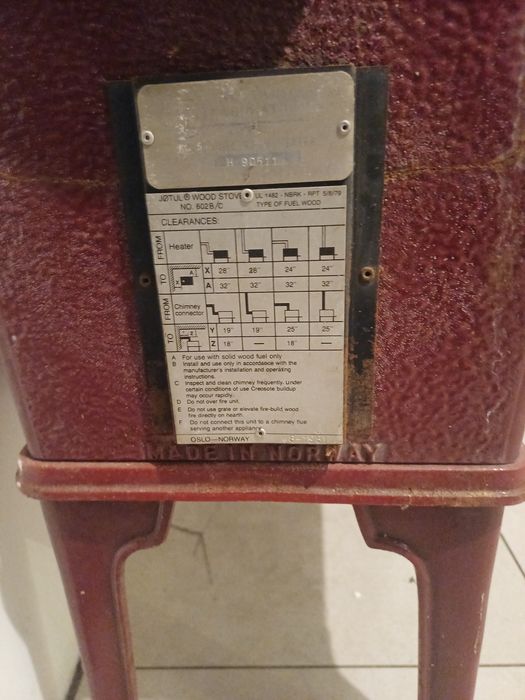 H 90511
JØTUL® WOOD STOVE UL 1482 - NBRK - RPT 5/8/79
NO. 602B/C TYPE OF FUEL WOOD
CLEARANCES:
FROM Heater
TO X 28" 28" 24" 24"
A 32" 32" 32" 32"
FROM Chimney connector
TO Y 19" 19" 25" 25"
Z 18" — 18" —
A For use with solid wood fuel only
B Install and use only in accordance with the
manufacturer's installation and operating
instructions.
C Inspect and clean chimney frequently. Under
certain conditions of use Creosote buildup
may occur rapidly.
D Do not over fire unit.
E Do not use grate or elevate fire-build wood
fire directly on hearth.
F Do not connect this unit to a chimney flue
serving another appliance.
OSLO—NORWAY
MADE IN NORWAY